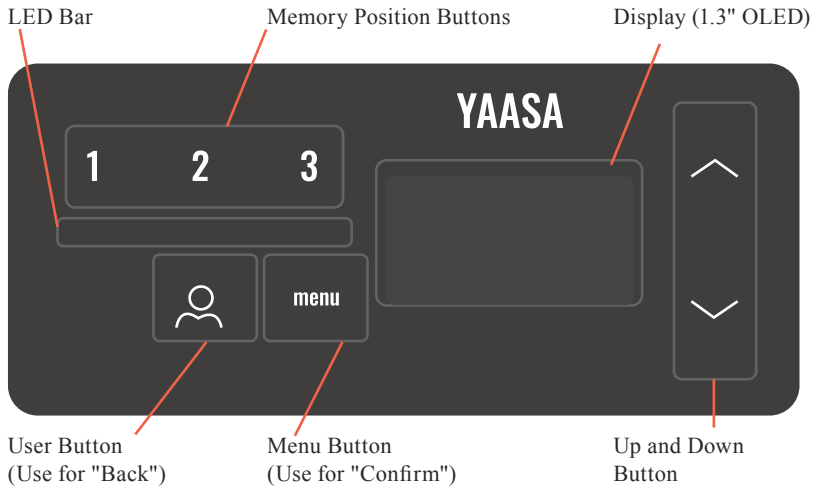 LED Bar
Memory Position Buttons
Display (1.3" OLED)
YAASA
1 2 3
menu
User Button
(Use for "Back")
Menu Button
(Use for "Confirm")
Up and Down
Button